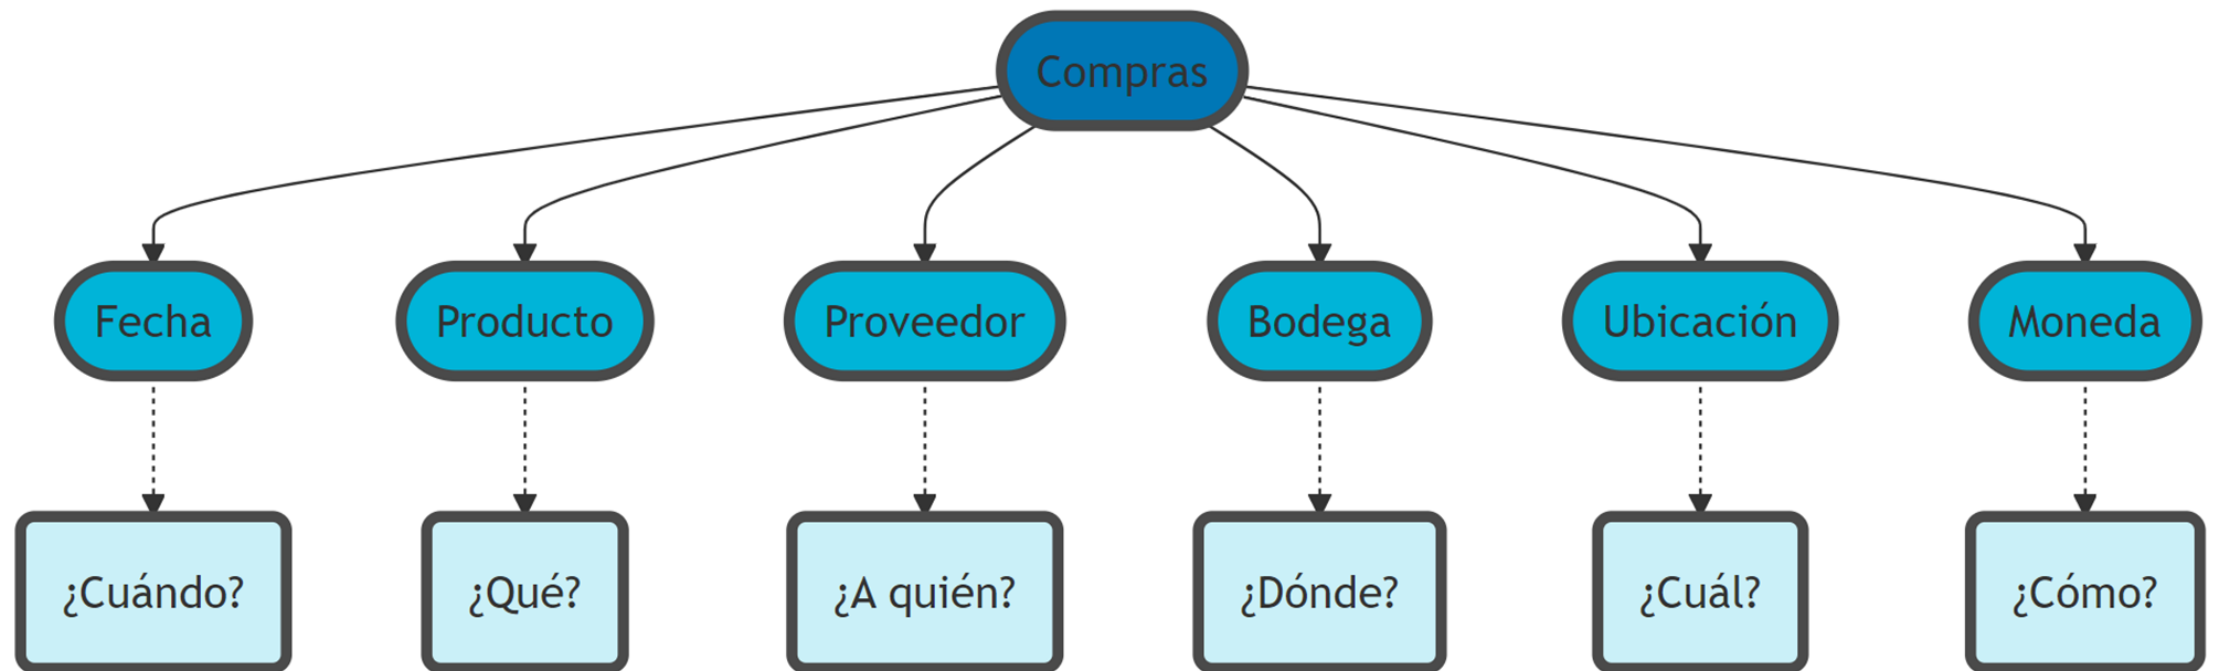 Compras
Fecha
Producto
Proveedor
Bodega
Ubicación
Moneda
¿Cuándo?
¿Qué?
¿A quién?
¿Dónde?
¿Cuál?
¿Cómo?